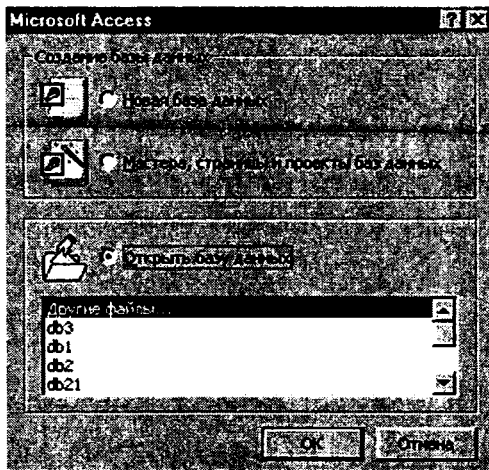 Microsoft Access
Создание базы данных
Новая база данных
Мастера, страницы и проекты баз данных
Открыть базу данных
Другие файлы...
db3
db1
db2
db21
OK
Отмена